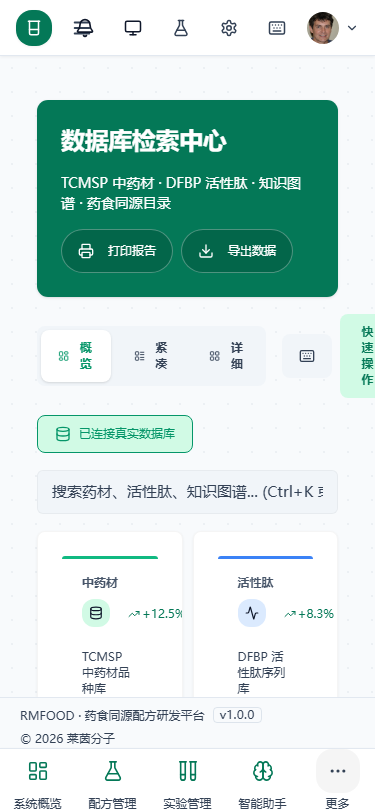 数据库检索中心
TCMSP 中药材 · DFBP 活性肽 · 知识图
谱 · 药食同源目录
打印报告
导出数据
概
览
紧
凑
详
细
快
速
操
作
已连接真实数据库
搜索药材、活性肽、知识图谱... (Ctrl+K
中药材
+12.5%
TCMSP
中药材品
种库
活性肽
+8.3%
DFBP 活
性肽序列
库
RMFOOD · 药食同源配方研发平台 v1.0.0
© 2026 莱茵分子
系统概览
配方管理
实验管理
智能助手
更多